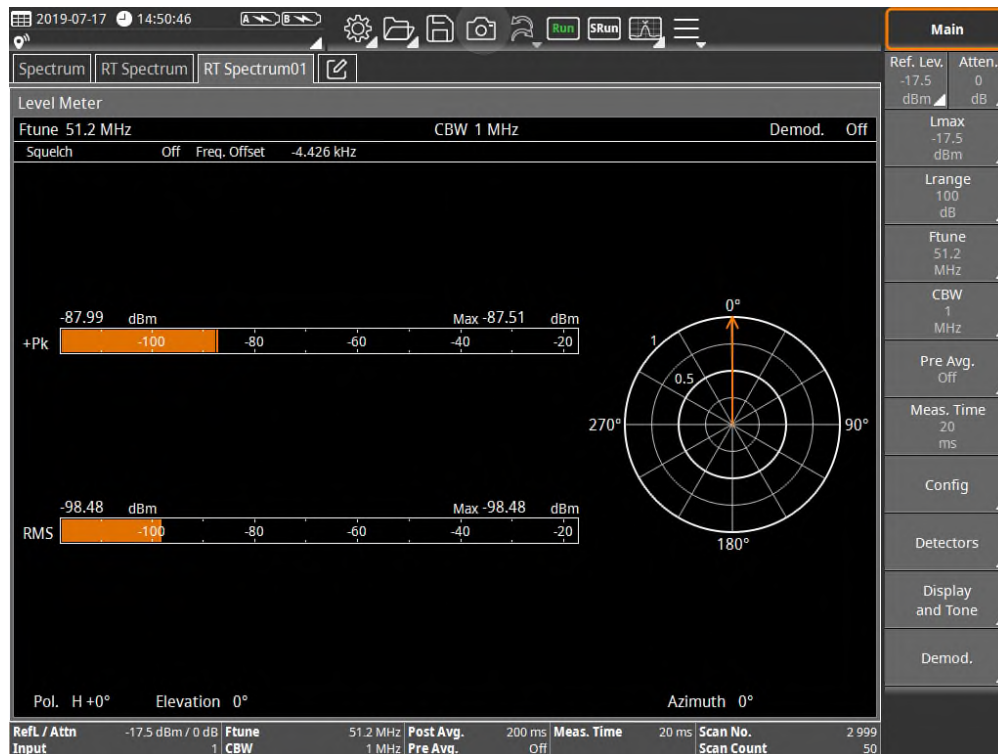 2019-07-17 14:50:46 A B Run SRun
Spectrum RT Spectrum RT Spectrum01
Level Meter
Ftune 51.2 MHz CBW 1 MHz Demod. Off
Squelch Off Freq. Offset -4.426 kHz
-87.99 dBm Max -87.51 dBm
+Pk -100 -80 -60 -40 -20
-98.48 dBm Max -98.48 dBm
RMS -100 -80 -60 -40 -20
0°
1
0.5
270° 90°
180°
Pol. H +0° Elevation 0° Azimuth 0°
RefL / Attn -17.5 dBm / 0 dB Ftune 51.2 MHz Post Avg. 200 ms Meas. Time 20 ms Scan No. 2 999
Input 1 CBW 1 MHz Pre Avg. Off Scan Count 50
Main
Ref. Lev. Atten.
-17.5 0
dBm dB
Lmax
-17.5
dBm
Lrange
100
dB
Ftune
51.2
MHz
CBW
1
MHz
Pre Avg.
Off
Meas. Time
20
ms
Config
Detectors
Display
and Tone
Demod.